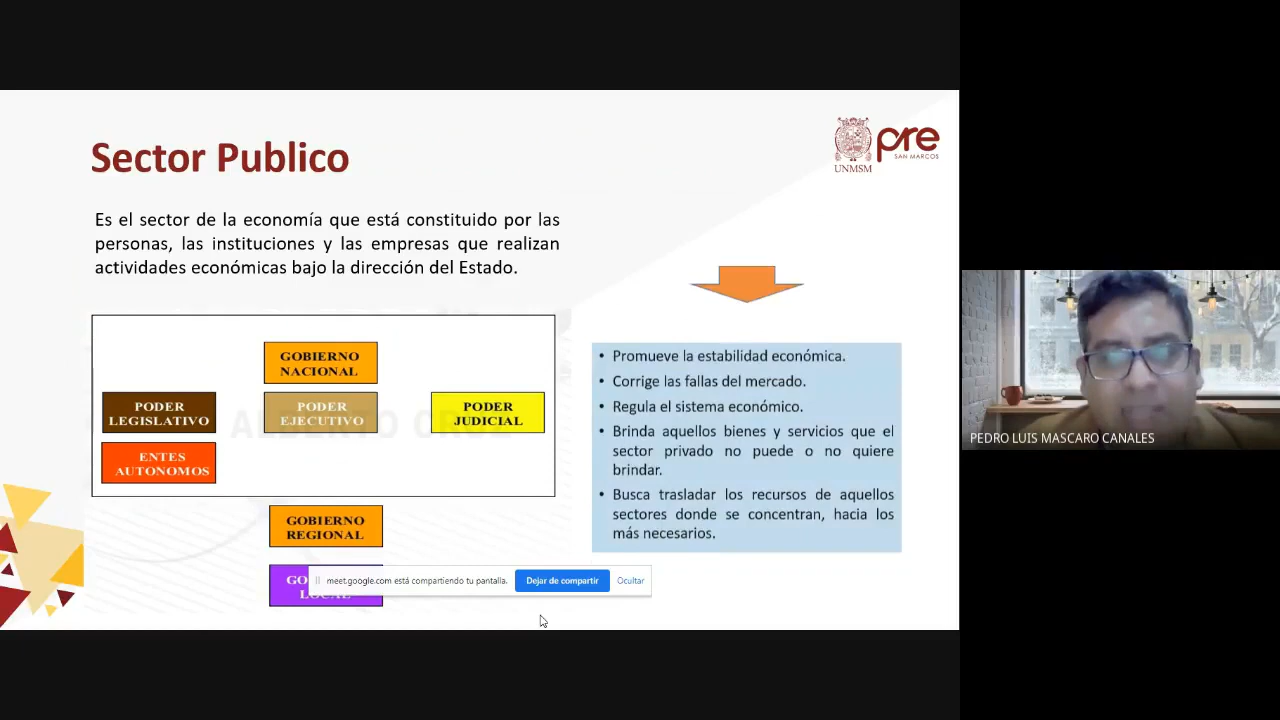 Sector Publico
UNMSM
pre
SAN MARCOS
Es el sector de la economía que está constituido por las
personas, las instituciones y las empresas que realizan
actividades económicas bajo la dirección del Estado.
GOBIERNO
NACIONAL
PODER
LEGISLATIVO
PODER
EJECUTIVO
PODER
JUDICIAL
ENTES
AUTONOMOS
GOBIERNO
REGIONAL
LOCAL
• Promueve la estabilidad económica.
• Corrige las fallas del mercado.
• Regula el sistema económico.
• Brinda aquellos bienes y servicios que el
sector privado no puede o no quiere
brindar.
• Busca trasladar los recursos de aquellos
sectores donde se concentran, hacia los
más necesarios.
meet.google.com está compartiendo tu pantalla.
Dejar de compartir
Ocultar
PEDRO LUIS MASCARO CANALES